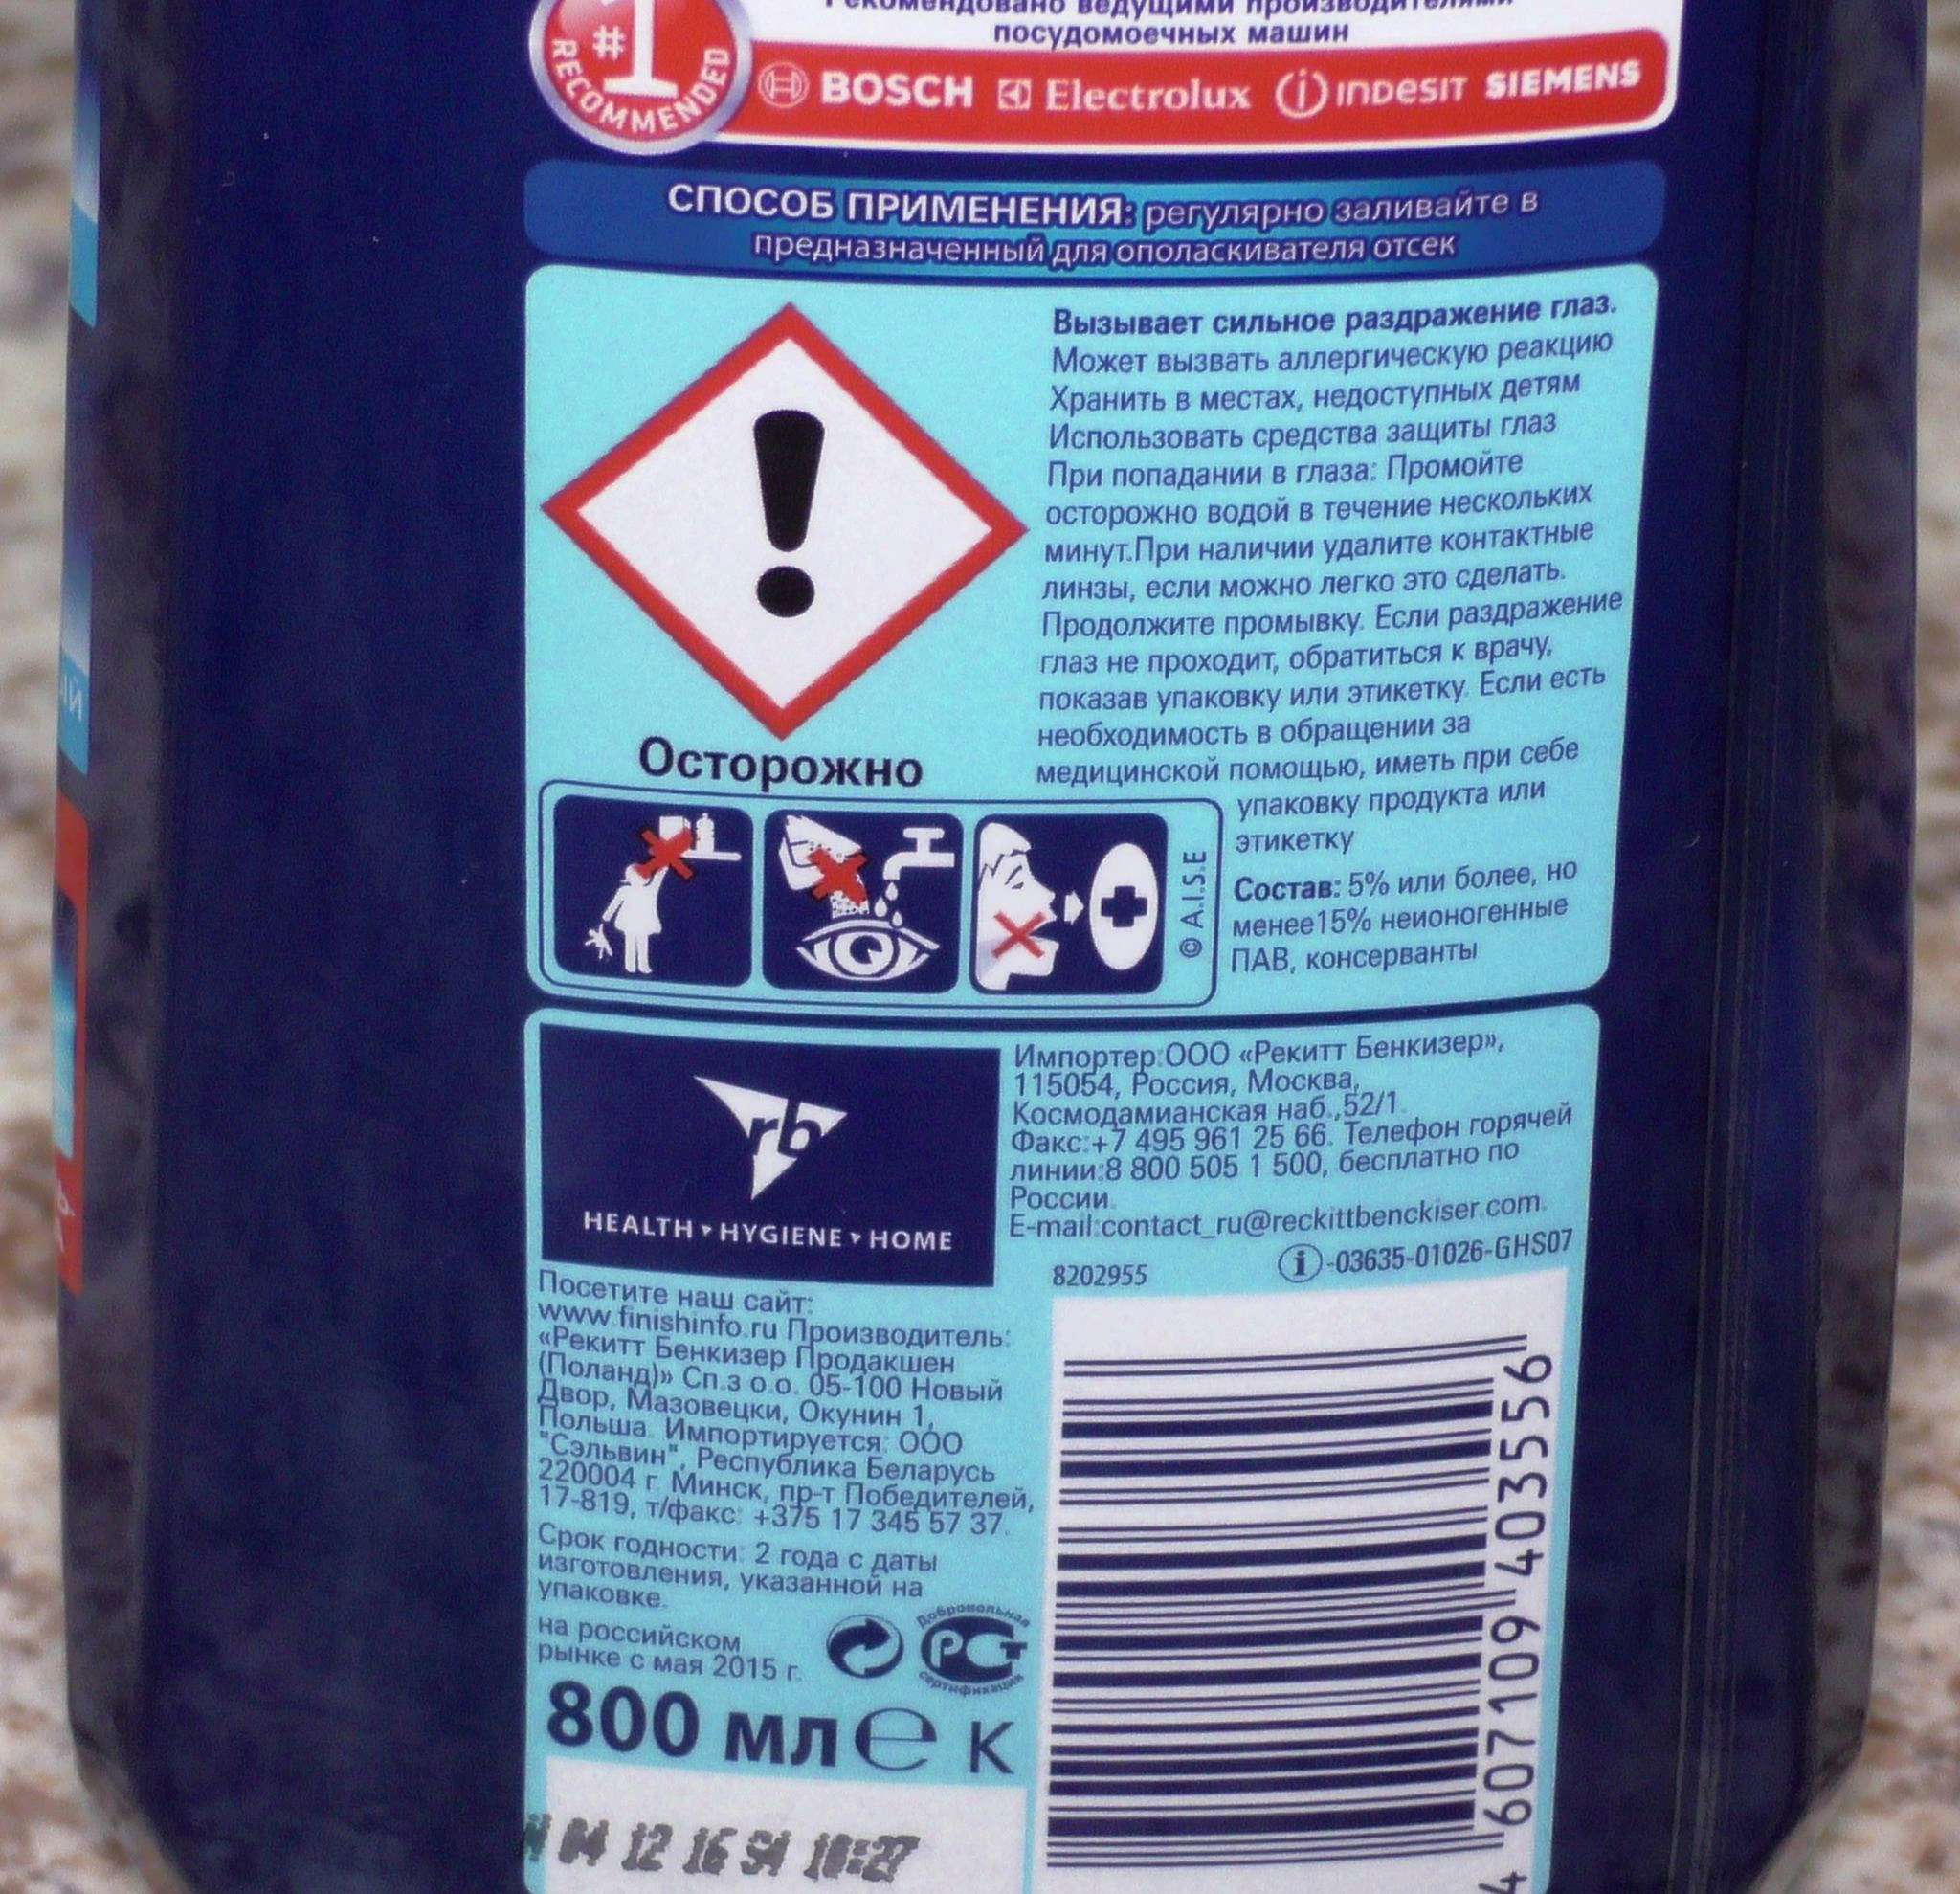 Рекомендовано ведущими производителями
посудомоечных машин
#1
RECOMMENDED
BOSCH Electrolux INDESIT SIEMENS
СПОСОБ ПРИМЕНЕНИЯ: регулярно заливайте в
предназначенный для ополаскивателя отсек
Вызывает сильное раздражение глаз.
Может вызвать аллергическую реакцию
Хранить в местах, недоступных детям
Использовать средства защиты глаз
При попадании в глаза: Промойте
осторожно водой в течение нескольких
минут.При наличии удалите контактные
линзы, если можно легко это сделать.
Продолжите промывку. Если раздражение
глаз не проходит, обратиться к врачу,
показав упаковку или этикетку. Если есть
необходимость в обращении за
медицинской помощью, иметь при себе
упаковку продукта или
этикетку
Осторожно
© A.I.S.E
Состав: 5% или более, но
менее15% неионогенные
ПАВ, консерванты
rb
HEALTH HYGIENE HOME
Импортер:ООО «Рекитт Бенкизер»,
115054, Россия, Москва,
Космодамианская наб.,52/1.
Факс:+7 495 961 25 66. Телефон горячей
линии:8 800 505 1 500, бесплатно по
России.
E-mail:contact_ru@reckittbenckiser.com.
8202955
i-03635-01026-GHS07
Посетите наш сайт:
www.finishinfo.ru Производитель:
«Рекитт Бенкизер Продакшен
(Поланд)» Сп.з о.о. 05-100 Новый
Двор, Мазовецки, Окунин 1,
Польша. Импортируется: ООО
"Сэльвин", Республика Беларусь
220004 г. Минск, пр-т Победителей,
17-819, т/факс: +375 17 345 57 37.
Срок годности: 2 года с даты
изготовления, указанной на
упаковке.
на российском
рынке с мая 2015 г.
Добровольная
РСТ
сертификация
800 мл e К
04 12 16 S4 18:27
4 607109 403556